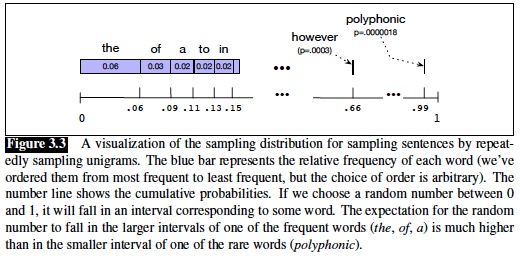 polyphonic
p=.0000018
however
(p=.0003)
the of a to in
0.06 0.03 0.02 0.02 0.02
... 
... ...
.06 .09 .11 .13 .15 .66 .99
0 1
Figure 3.3 A visualization of the sampling distribution for sampling sentences by repeat-
edly sampling unigrams. The blue bar represents the relative frequency of each word (we've
ordered them from most frequent to least frequent, but the choice of order is arbitrary). The
number line shows the cumulative probabilities. If we choose a random number between 0
and 1, it will fall in an interval corresponding to some word. The expectation for the random
number to fall in the larger intervals of one of the frequent words (the, of, a) is much higher
than in the smaller interval of one of the rare words (polyphonic).